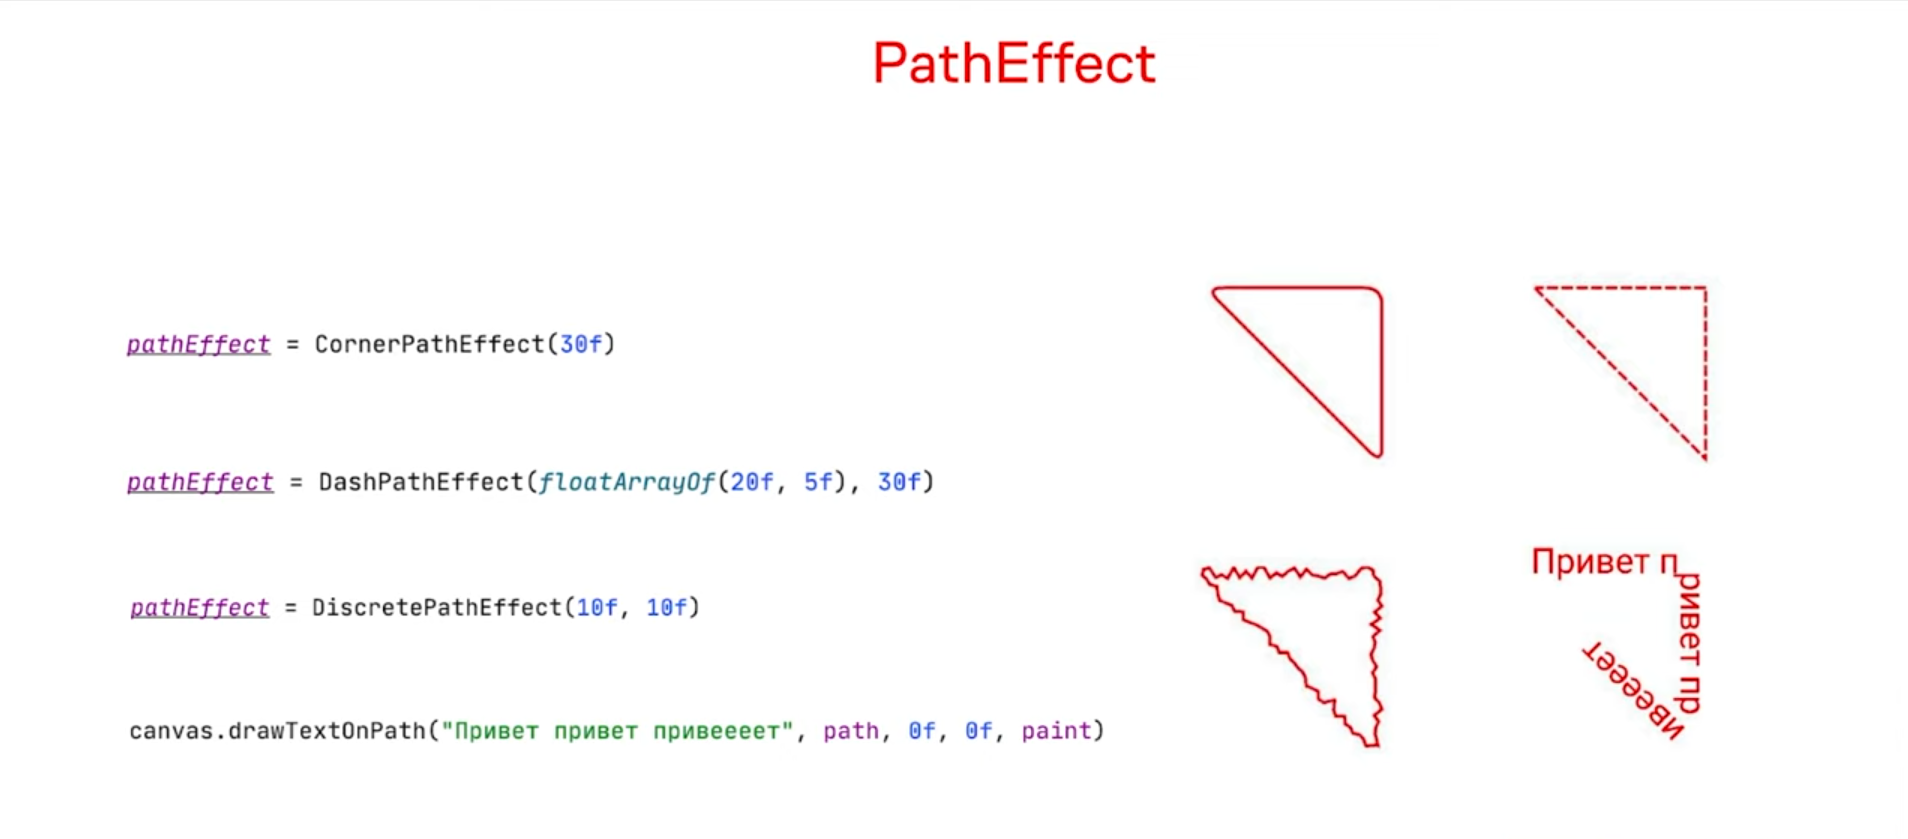 PathEffect
pathEffect = CornerPathEffect(30f)
pathEffect = DashPathEffect(floatArrayOf(20f, 5f), 30f)
pathEffect = DiscretePathEffect(10f, 10f)
canvas.drawTextOnPath("Привет привет привеееет", path, 0f, 0f, paint)
Привет привет привеееет